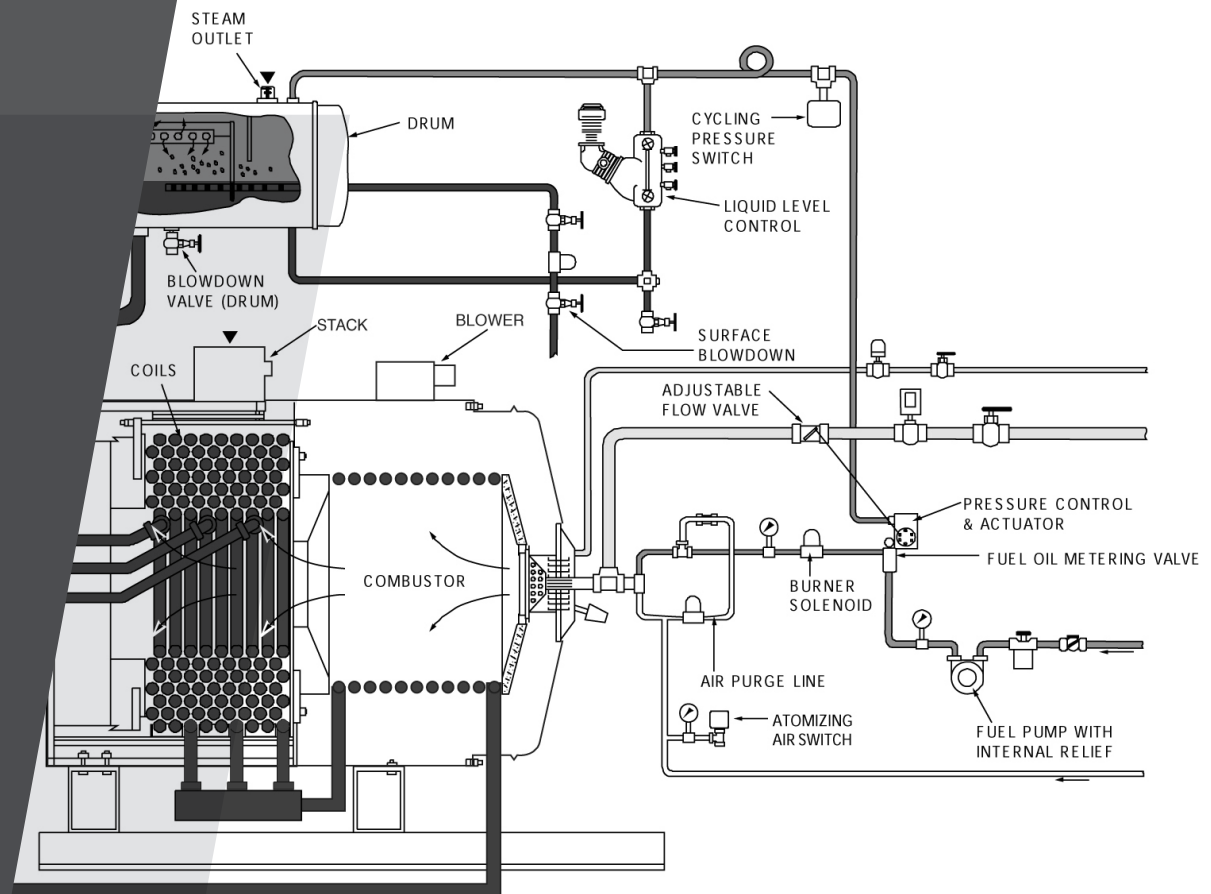 STEAM
OUTLET
DRUM
CYCLING
PRESSURE
SWITCH
LIQUID LEVEL
CONTROL
BLOWDOWN
VALVE (DRUM)
STACK
BLOWER
SURFACE
BLOWDOWN
COILS
ADJUSTABLE
FLOW VALVE
PRESSURE CONTROL
& ACTUATOR
FUEL OIL METERING VALVE
COMBUSTOR
BURNER
SOLENOID
AIR PURGE LINE
ATOMIZING
AIR SWITCH
FUEL PUMP WITH
INTERNAL RELIEF